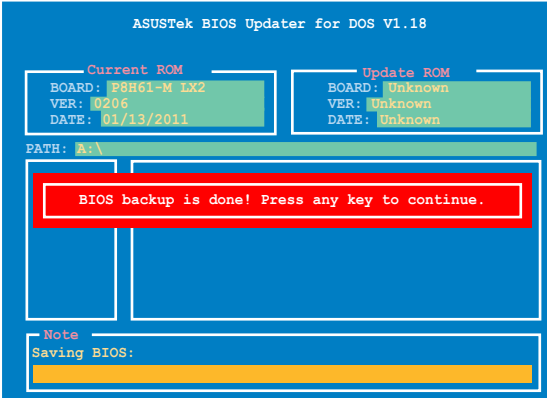 ASUSTek BIOS Updater for DOS V1.18
Current ROM
BOARD: P8H61-M LX2
VER: 0206
DATE: 01/13/2011
Update ROM
BOARD: Unknown
VER: Unknown
DATE: Unknown
PATH: A:\
BIOS backup is done! Press any key to continue.
Note
Saving BIOS: